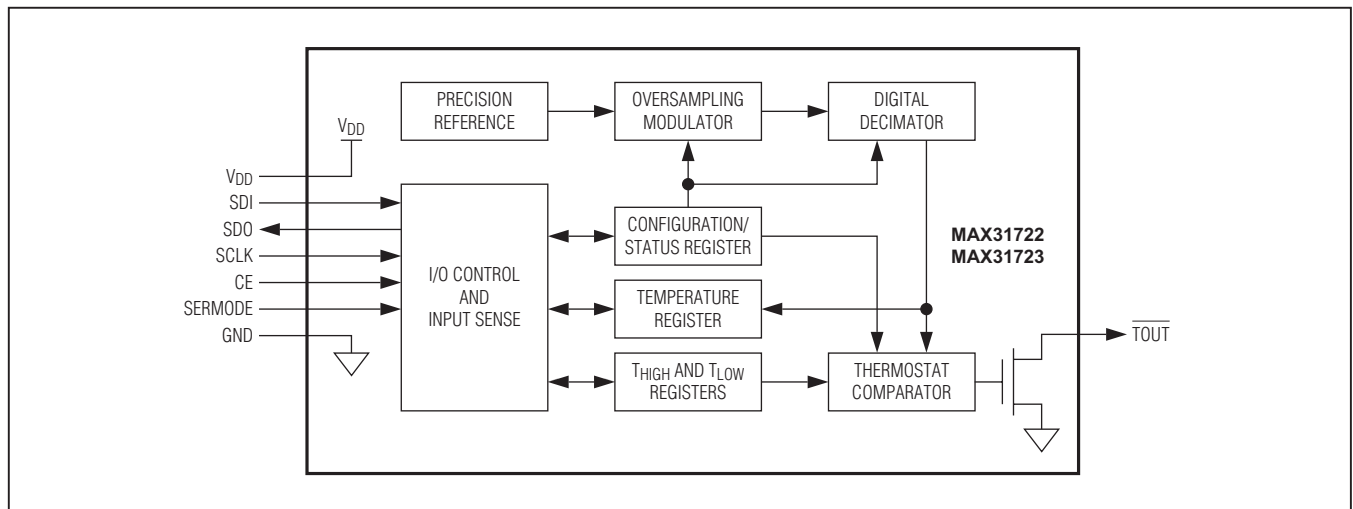 PRECISION
REFERENCE
OVERSAMPLING
MODULATOR
DIGITAL
DECIMATOR
VDD
VDD
SDI
SDO
SCLK
CE
SERMODE
GND
I/O CONTROL
AND
INPUT SENSE
CONFIGURATION/
STATUS REGISTER
TEMPERATURE
REGISTER
THIGH AND TLOW
REGISTERS
MAX31722
MAX31723
THERMOSTAT
COMPARATOR
TOUT